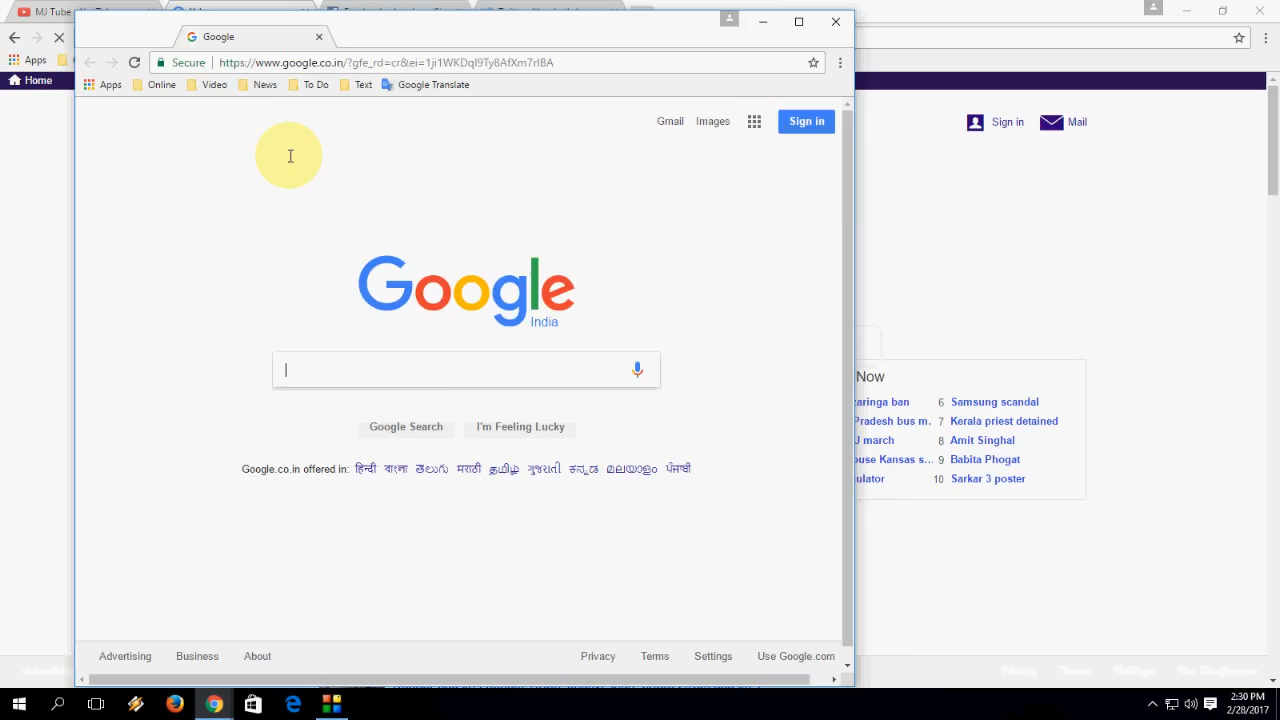 MJ Tube
Google
Secure https://www.google.co.in/?gfe_rd=cr&ei=1ji1WKDqI9Ty8AfXm7rIBA
Apps
Apps Online Video News To Do Text Google Translate
Home
Gmail Images Sign in
Sign in Mail
Google
India
Now
Google Search I'm Feeling Lucky
zaringa ban 6 Samsung scandal
Pradesh bus m. 7 Kerala priest detained
J march 8 Amit Singhal
ouse Kansas s... 9 Babita Phogat
ulator 10 Sarkar 3 poster
Google.co.in offered in: हिन्दी বাংলা తెలుగు मराठी தமிழ் ગુજરાતી ಕನ್ನಡ മലയാളം ਪੰਜਾਬੀ
Advertising Business About Privacy Terms Settings Use Google.com
2:30 PM
2/28/2017